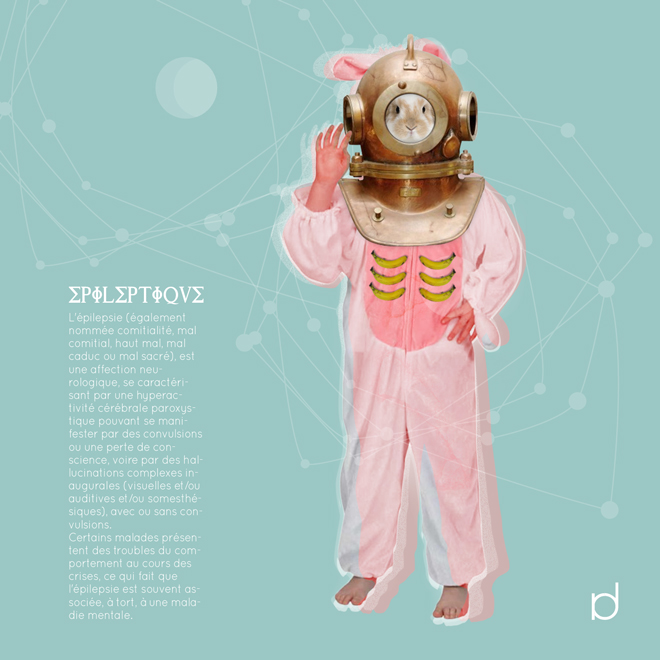 ΣPΦLΣPTΦQVΣ
L'épilepsie (également
nommée comitialité, mal
comitial, haut mal, mal
caduc ou mal sacré), est
une affection neu-
rologique, se caractéri-
sant par une hyperac-
tivité cérébrale paroxys-
tique pouvant se mani-
fester par des convulsions
ou une perte de con-
science, voire par des hal-
lucinations complexes in-
augurales (visuelles et/ou
auditives et/ou somesthé-
siques), avec ou sans con-
vulsions.
Certains malades présen-
tent des troubles du com-
portement au cours des
crises, ce qui fait que
l'épilepsie est souvent as-
sociée, à tort, à une mala-
die mentale.